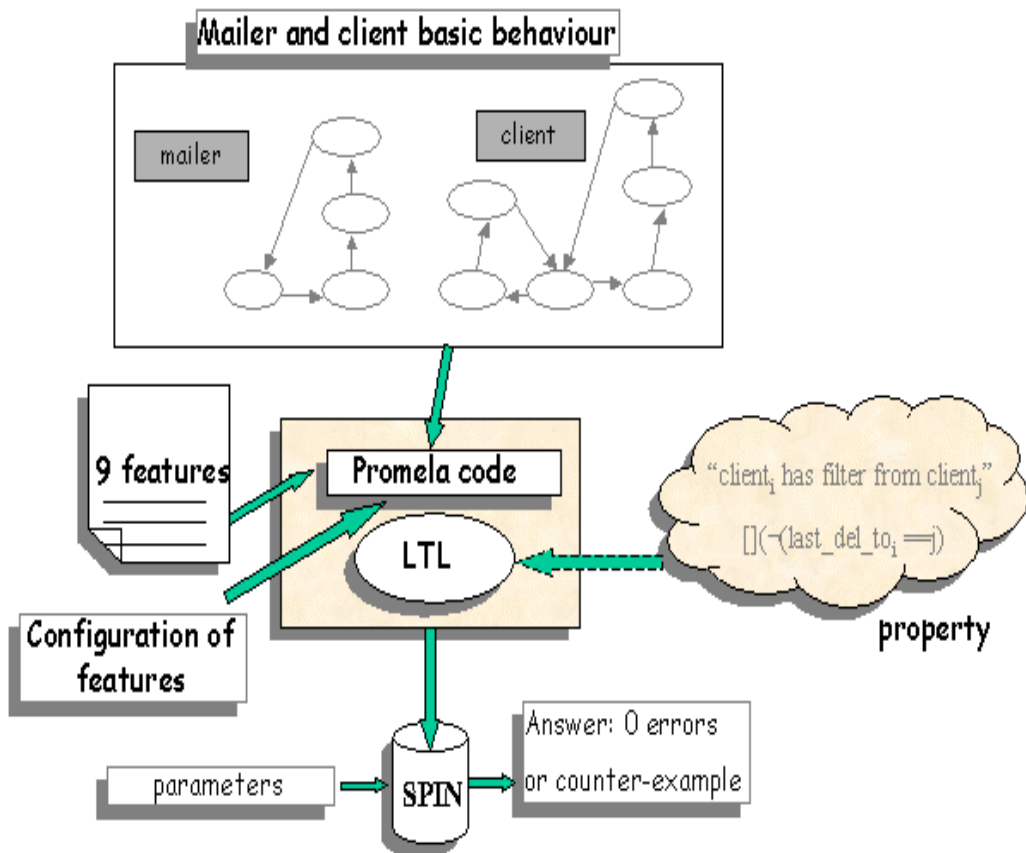 Mailer and client basic behaviour
mailer
client
9 features
Promela code
LTL
“client_i has filter from client_j”
[](¬(last_del_to_i ==j)
property
Configuration of
features
parameters
SPIN
Answer: 0 errors
or counter-example